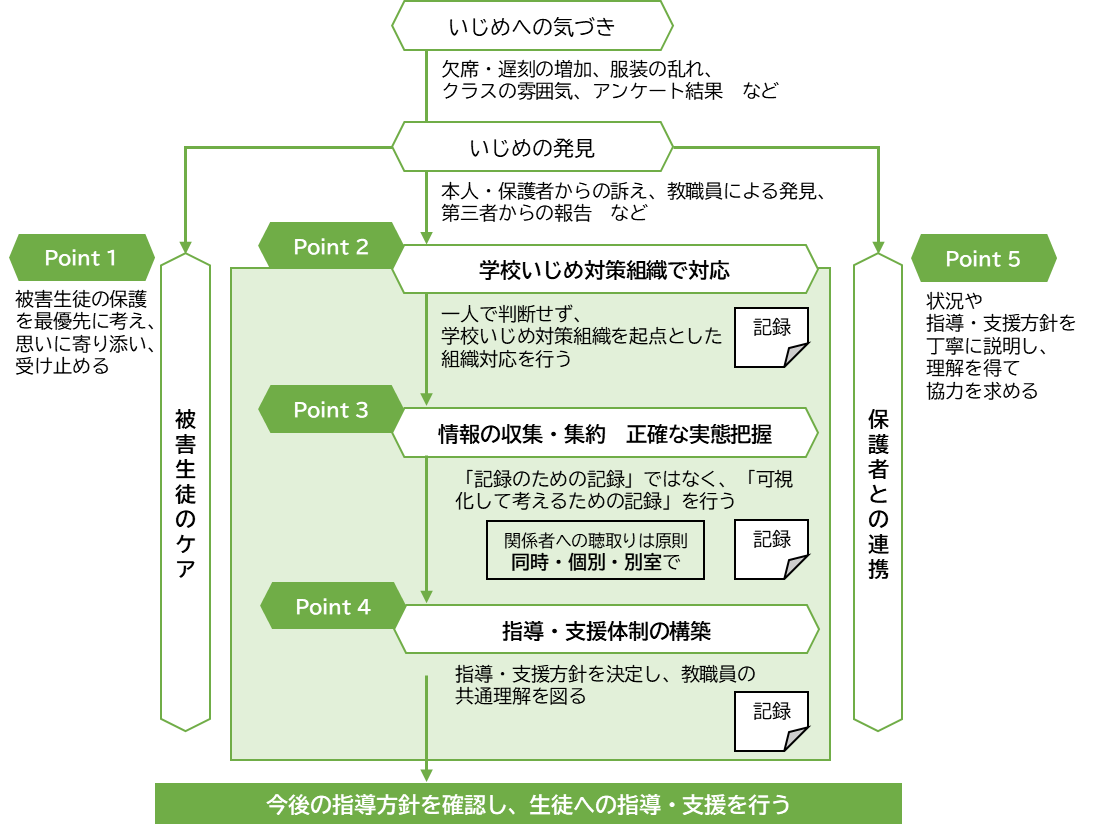 いじめへの気づき
欠席・遅刻の増加、服装の乱れ、
クラスの雰囲気、アンケート結果　など
いじめの発見
本人・保護者からの訴え、教職員による発見、
第三者からの報告　など
Point 1
被害生徒の保護
を最優先に考え、
思いに寄り添い、
受け止める
被害生徒のケア
Point 2
学校いじめ対策組織で対応
一人で判断せず、
学校いじめ対策組織を起点とした
組織対応を行う
記録
Point 3
情報の収集・集約　正確な実態把握
「記録のための記録」ではなく、「可視
化して考えるための記録」を行う
関係者への聴取りは原則
同時・個別・別室で
記録
Point 4
指導・支援体制の構築
指導・支援方針を決定し、教職員の
共通理解を図る
記録
Point 5
状況や
指導・支援方針を
丁寧に説明し、
理解を得て
協力を求める
保護者との連携
今後の指導方針を確認し、生徒への指導・支援を行う